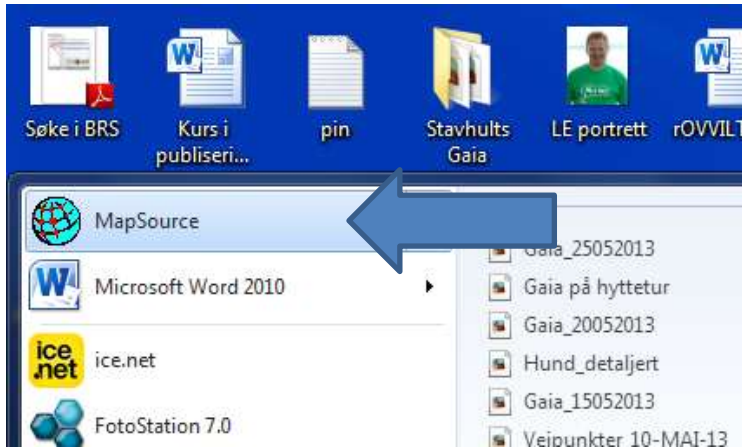 Søke i BRS
Kurs i
publiseri...
pin
Stavhults
Gaia
LE portrett
rOVVILT
MapSource
Microsoft Word 2010
ice
.net
ice.net
FotoStation 7.0
Gaia_25052013
Gaia på hyttetur
Gaia_20052013
Hund_detaljert
Gaia_15052013
Veipunkter 10-MAI-13